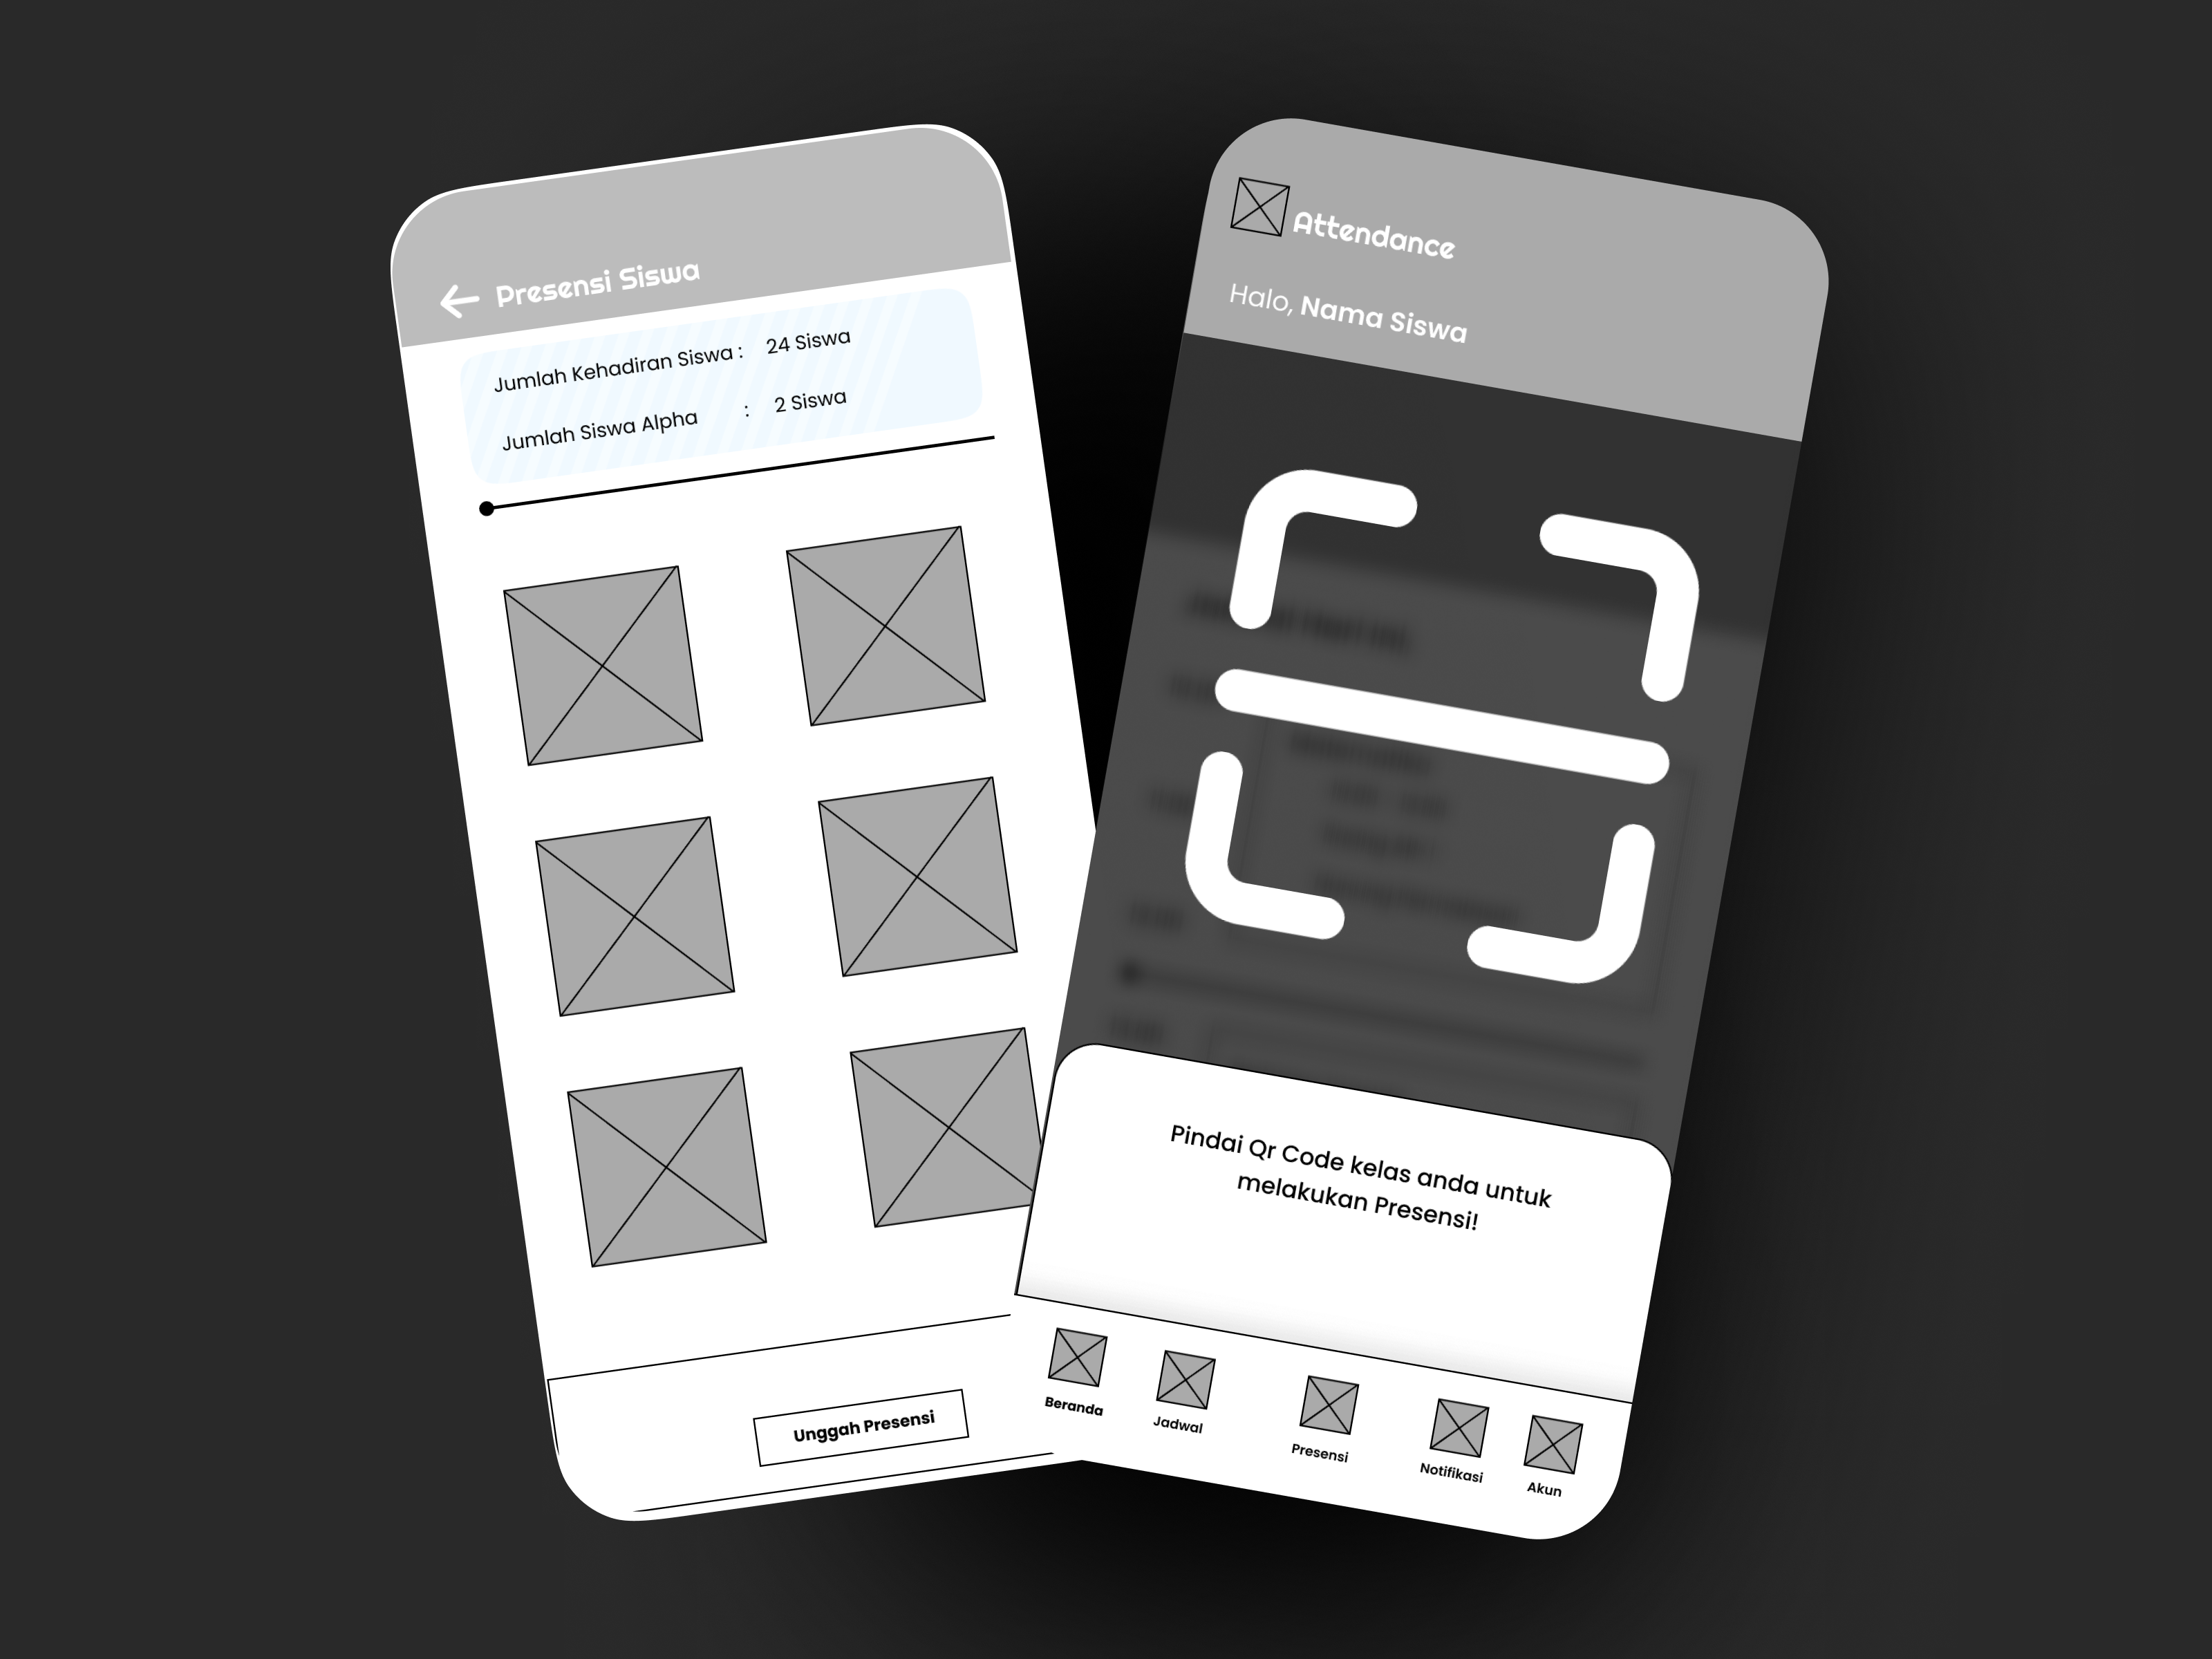 Presensi Siswa
Jumlah Kehadiran Siswa : 24 Siswa
Jumlah Siswa Alpha : 2 Siswa
Unggah Presensi
Attendance
Halo, Nama Siswa
Pindai Qr Code kelas anda untuk
melakukan Presensi!
Beranda
Jadwal
Presensi
Notifikasi
Akun